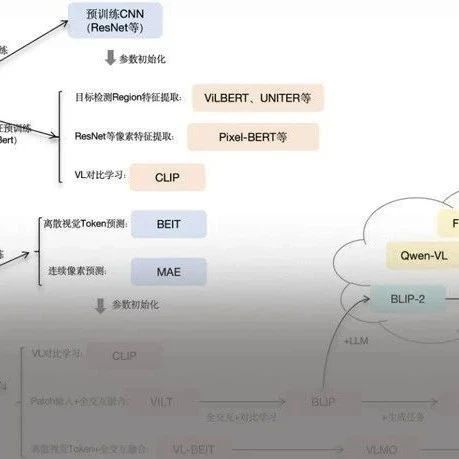 预训练CNN
(ResNet等)
练
参数初始化
目标检测Region特征提取: ViLBERT、UNITER等
预训练
Bert)
ResNet等像素特征提取: Pixel-BERT等
VL对比学习: CLIP
离散视觉Token预测: BEIT
F
Qwen-VL
练
连续像素预测: MAE
BLIP-2
参数初始化
+LLM
VL对比学习: CLIP
Patch输入+全交互融合: VILT
全交互+对比学习
BLIP
+生成任务
离散视觉Token+全交互融合: VL-BEIT
VLMO